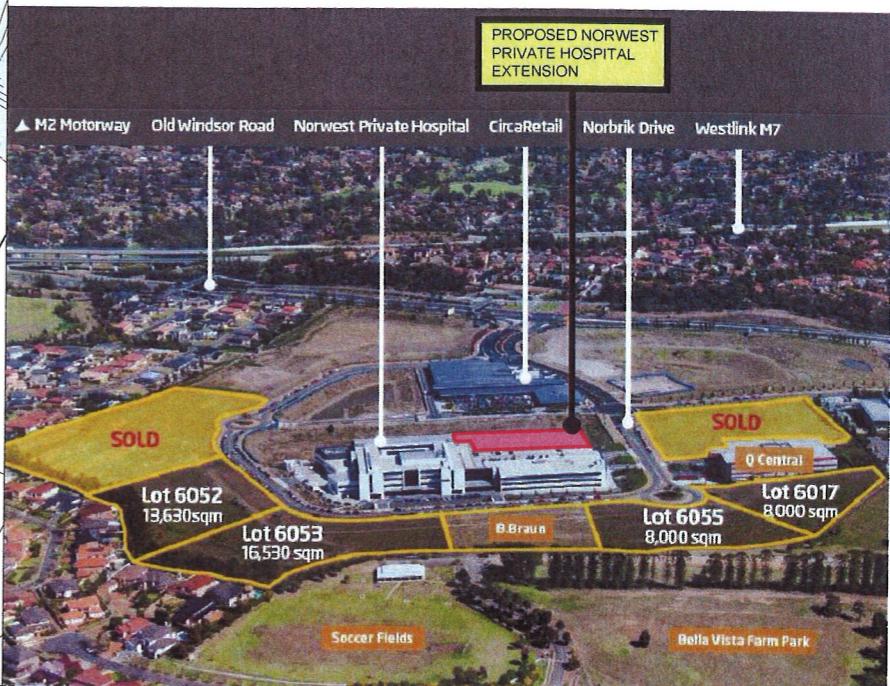 PROPOSED NORWEST
PRIVATE HOSPITAL
EXTENSION
M2 Motorway
Old Windsor Road
Norwest Private Hospital
CircaRetail
Norbrik Drive
Westlink M7
SOLD
SOLD
Q Central
Lot 6052
13,630sqm
Lot 6017
8,000sqm
Lot 6053
16,530 sqm
B.Braun
Lot 6055
8,000 sqm
Soccer Fields
Bella Vista Farm Park